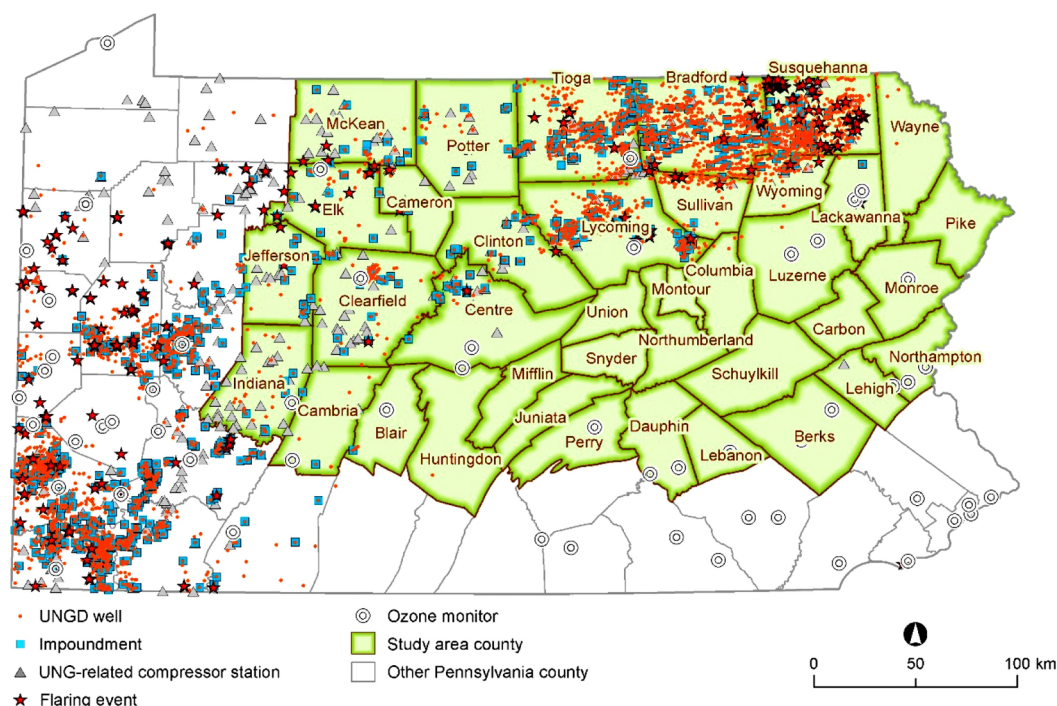 Susquehanna
Tioga
Bradford
McKean
Wayne
Potter
Wyoming
Sullivan
Cameron
Elk
Lackawanna
Pike
Lycoming
Clinton
Jefferson
Columbia
Luzerne
Montour
Monroe
Clearfield
Centre
Union
Carbon
Northumberland
Snyder
Northampton
Mifflin
Schuylkill
Indiana
Lehigh
Cambria
Juniata
Dauphin
Blair
Perry
Berks
Lebanon
Huntingdon
UNGD well
Impoundment
UNG-related compressor station
Flaring event
Ozone monitor
Study area county
Other Pennsylvania county
0 50 100 km